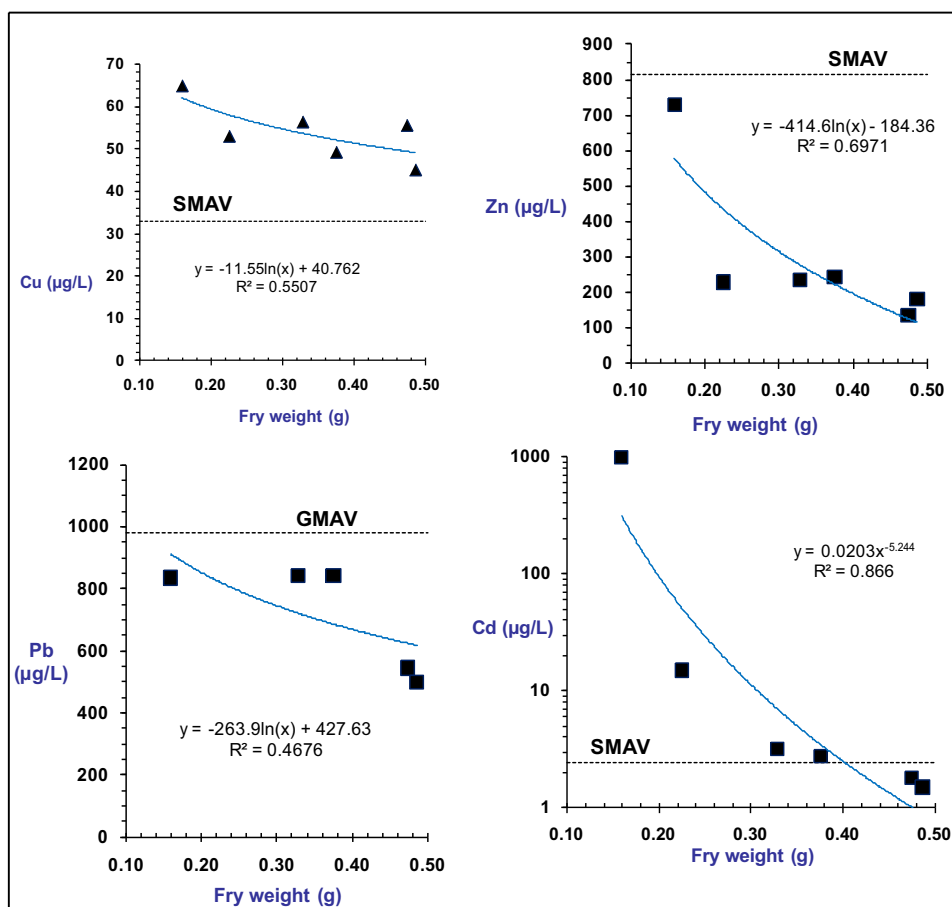 70
60
50
40
30
20
10
0
Cu (µg/L)
SMAV
y = -11.55ln(x) + 40.762
R² = 0.5507
0.10 0.20 0.30 0.40 0.50
Fry weight (g)
900
800
700
600
500
400
300
200
100
0
Zn (µg/L)
SMAV
y = -414.6ln(x) - 184.36
R² = 0.6971
0.10 0.20 0.30 0.40 0.50
Fry weight (g)
1200
1000
800
600
400
200
0
Pb
(µg/L)
GMAV
y = -263.9ln(x) + 427.63
R² = 0.4676
0.10 0.20 0.30 0.40 0.50
Fry weight (g)
1000
100
10
1
Cd (µg/L)
y = 0.0203x⁻⁵·²⁴⁴
R² = 0.866
SMAV
0.10 0.20 0.30 0.40 0.50
Fry weight (g)